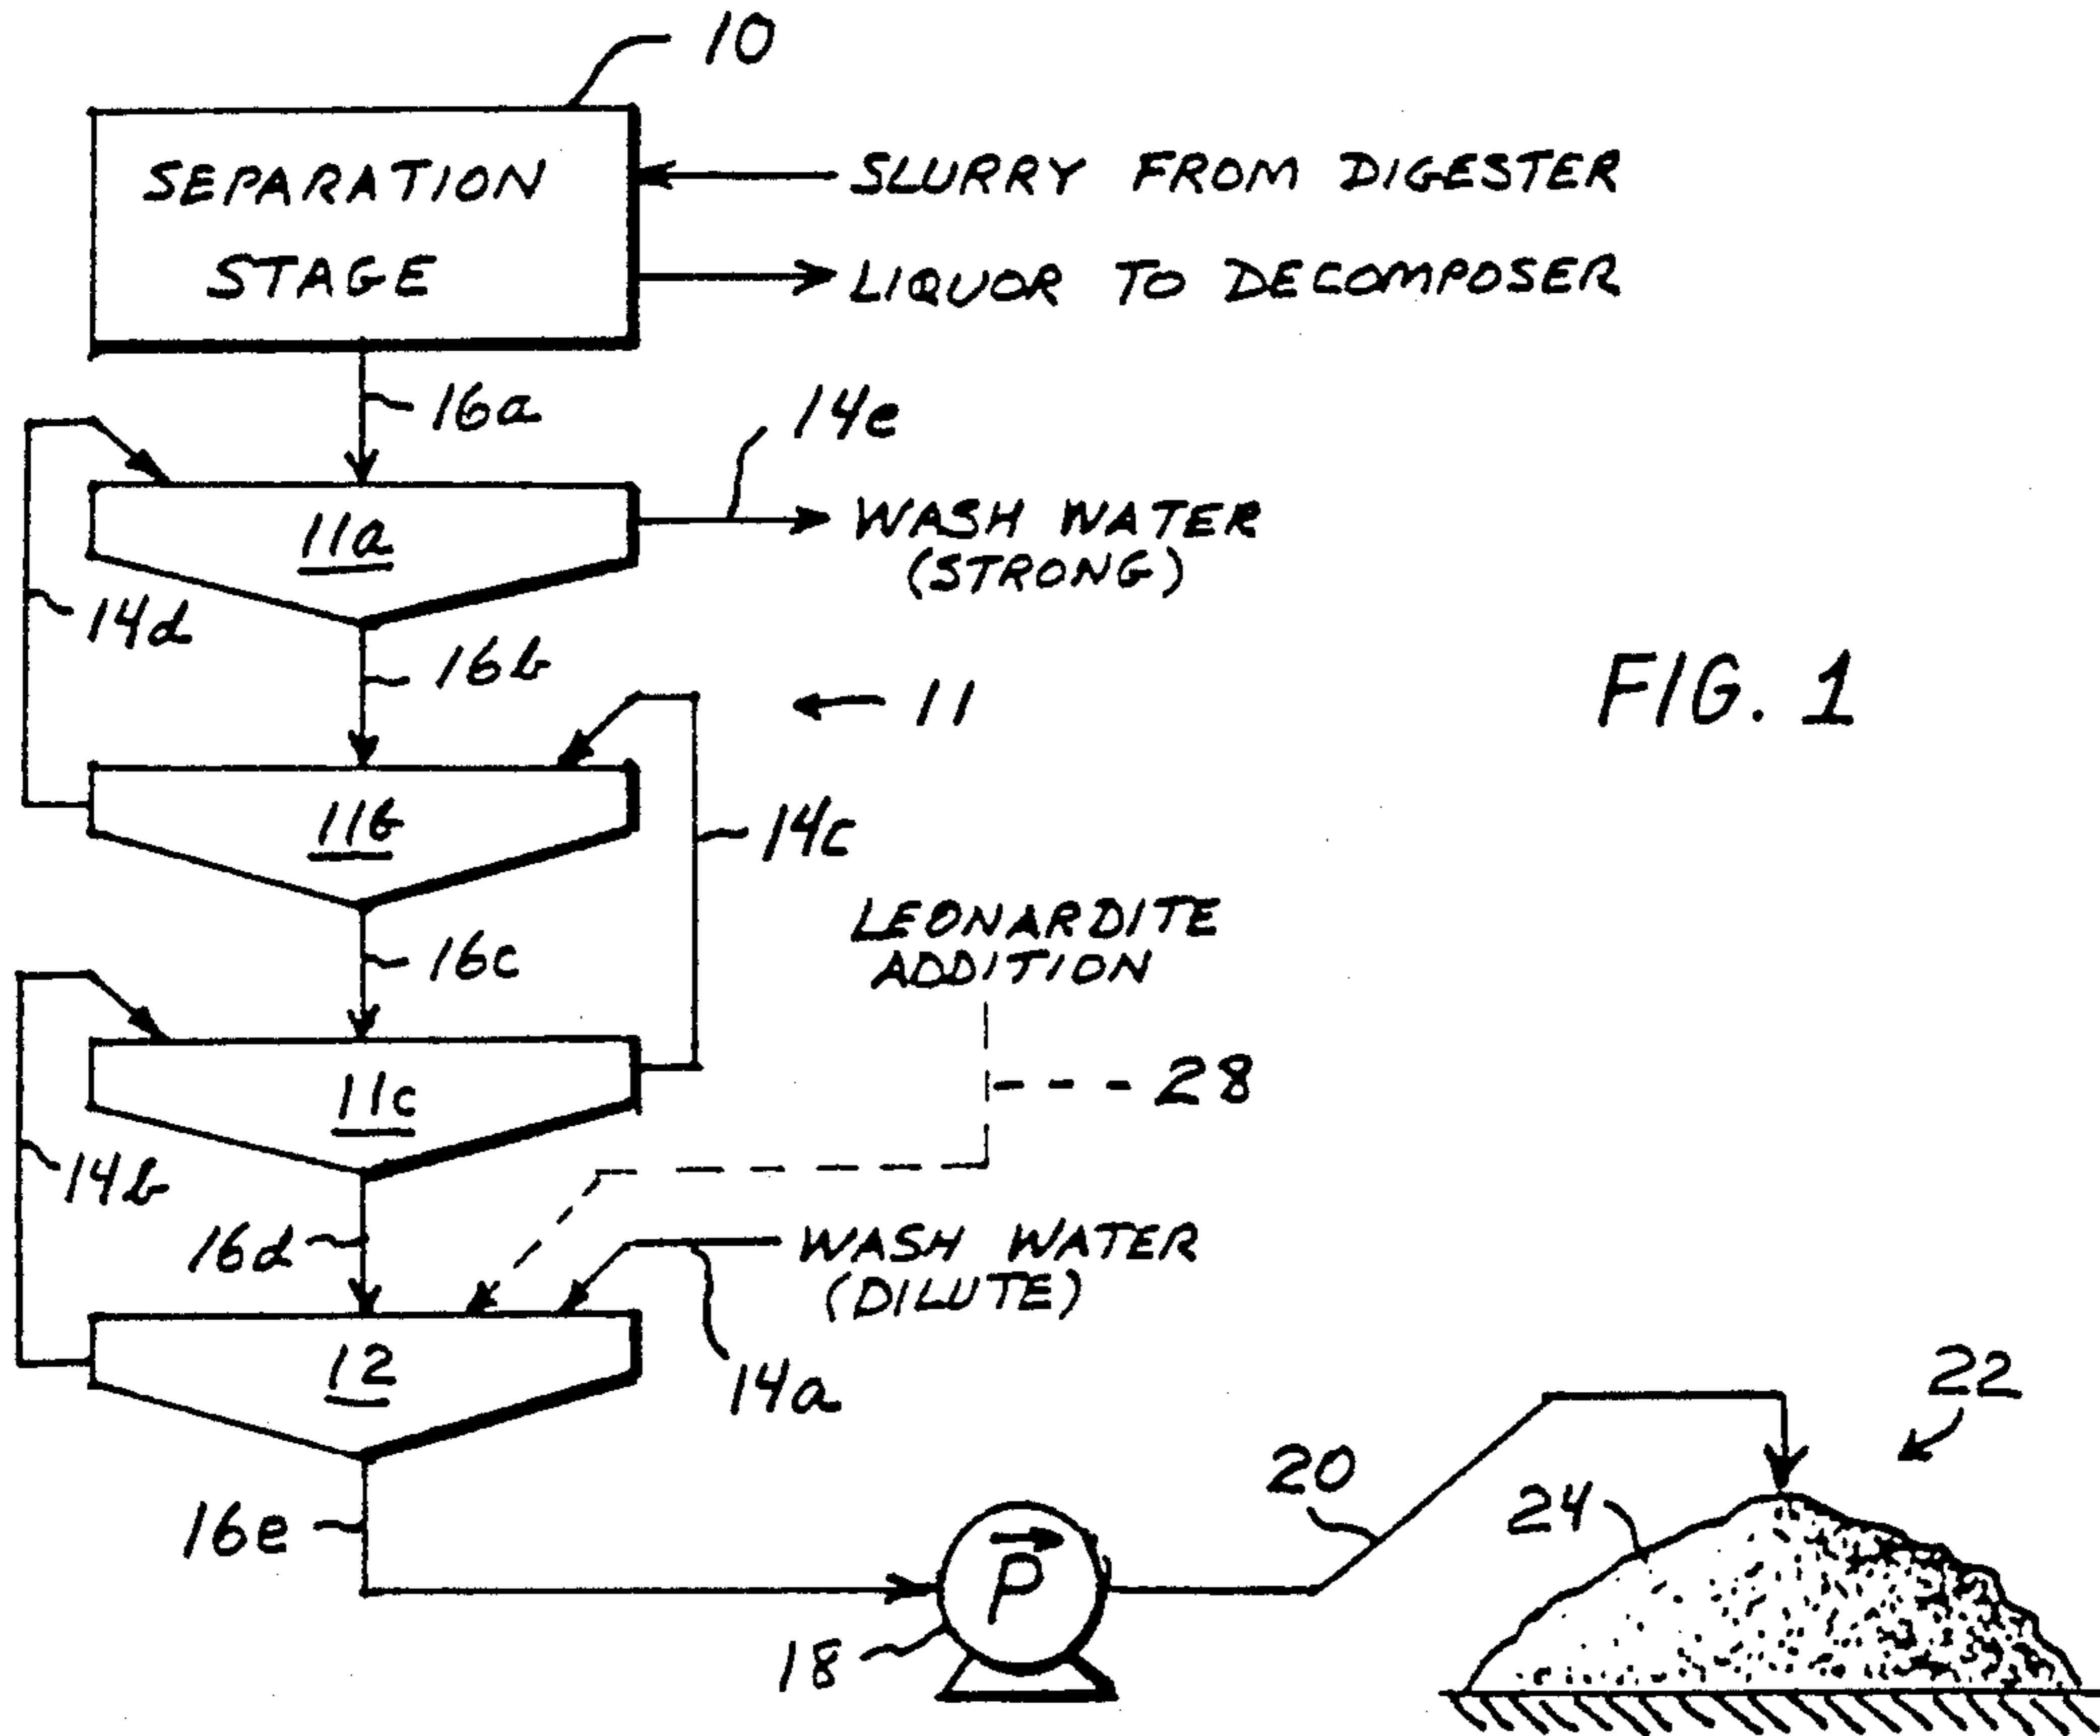 10
SEPARATION
STAGE
SLURRY FROM DIGESTER
LIQUOR TO DECOMPOSER
16a
14e
11a
WASH WATER
(STRONG)
14d
16b
11
FIG. 1
11b
14c
LEONARDITE
ADDITION
16c
28
11c
14b
16d
WASH WATER
(DILUTE)
12
14a
22
20
24
16e
P
18